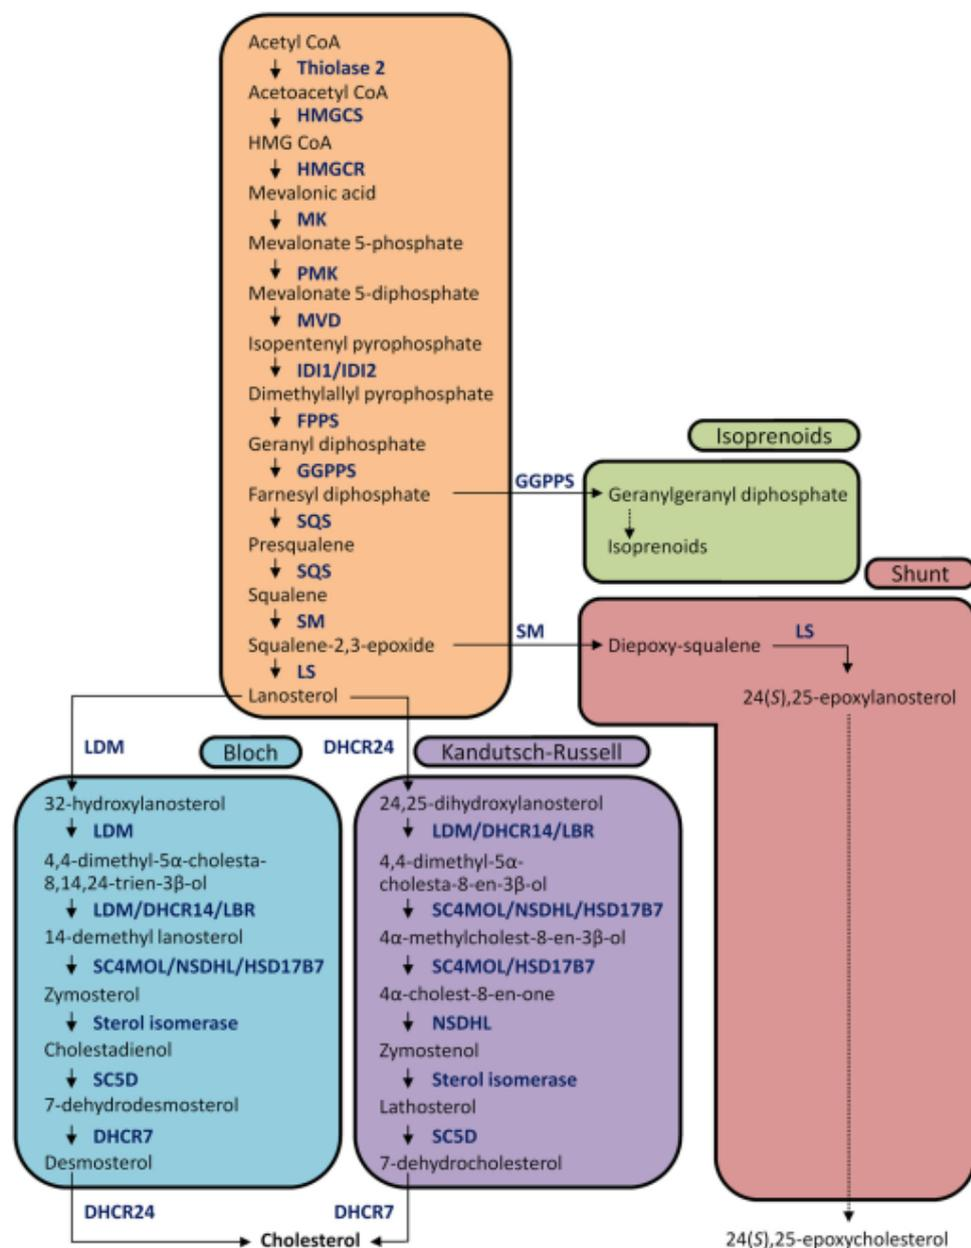 Acetyl CoA
Thiolase 2
Acetoacetyl CoA
HMGCS
HMG CoA
HMGCR
Mevalonic acid
MK
Mevalonate 5-phosphate
PMK
Mevalonate 5-diphosphate
MVD
Isopentenyl pyrophosphate
IDI1/IDI2
Dimethylallyl pyrophosphate
FPPS
Geranyl diphosphate
GGPPS
Farnesyl diphosphate
SQS
Presqualene
SQS
Squalene
SM
Squalene-2,3-epoxide
LS
Lanosterol
Isoprenoids
GGPPS
Geranylgeranyl diphosphate
Isoprenoids
Shunt
SM
Diepoxy-squalene
LS
24(S),25-epoxylanosterol
24(S),25-epoxycholesterol
LDM
Bloch
32-hydroxylanosterol
LDM
4,4-dimethyl-5α-cholesta-
8,14,24-trien-3β-ol
LDM/DHCR14/LBR
14-demethyl lanosterol
SC4MOL/NSDHL/HSD17B7
Zymosterol
Sterol isomerase
Cholestadienol
SC5D
7-dehydrodesmosterol
DHCR7
Desmosterol
DHCR24
DHCR24
Kandutsch-Russell
24,25-dihydroxylanosterol
LDM/DHCR14/LBR
4,4-dimethyl-5α-
cholesta-8-en-3β-ol
SC4MOL/NSDHL/HSD17B7
4α-methylcholest-8-en-3β-ol
SC4MOL/HSD17B7
4α-cholest-8-en-one
NSDHL
Zymostenol
Sterol isomerase
Lathosterol
SC5D
7-dehydrocholesterol
DHCR7
Cholesterol